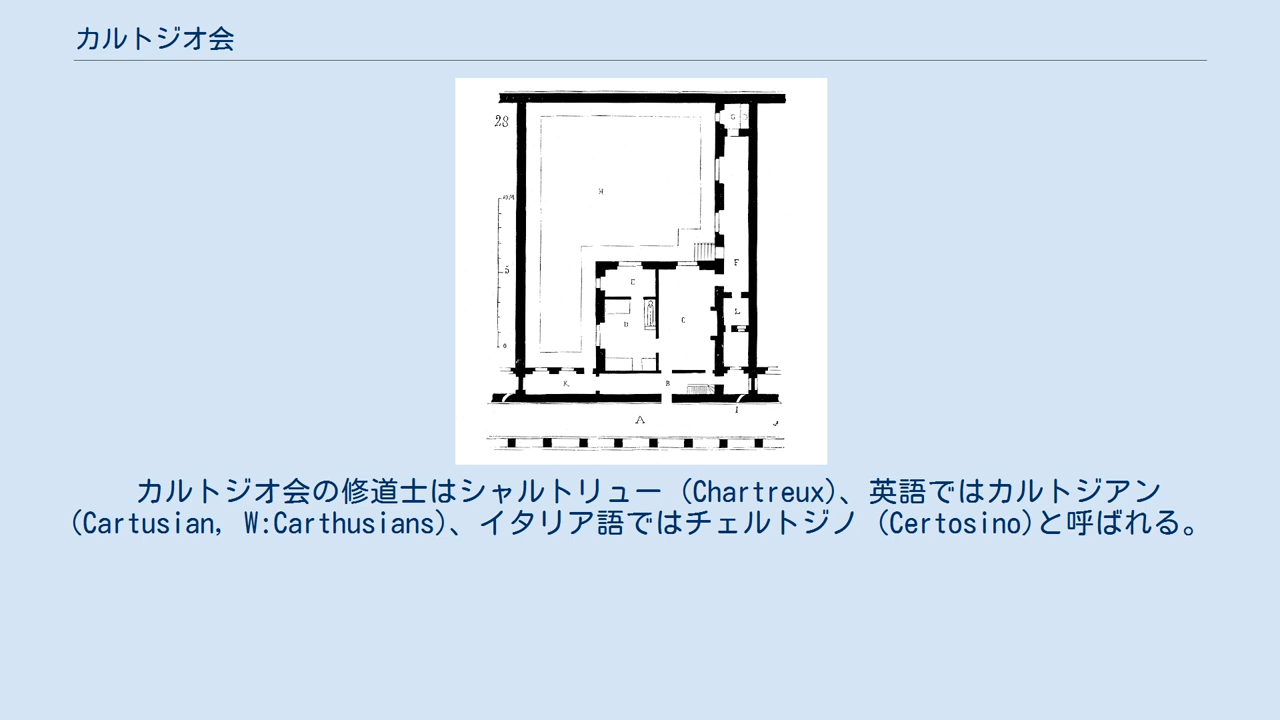 カルトジオ会
28
H
G
10M
5
0
F
E
D
C
L
K
B
I
A
カルトジオ会の修道士はシャルトリュー (Chartreux)、英語ではカルトジアン
(Cartusian, W:Carthusians)、イタリア語ではチェルトジノ (Certosino)と呼ばれる。